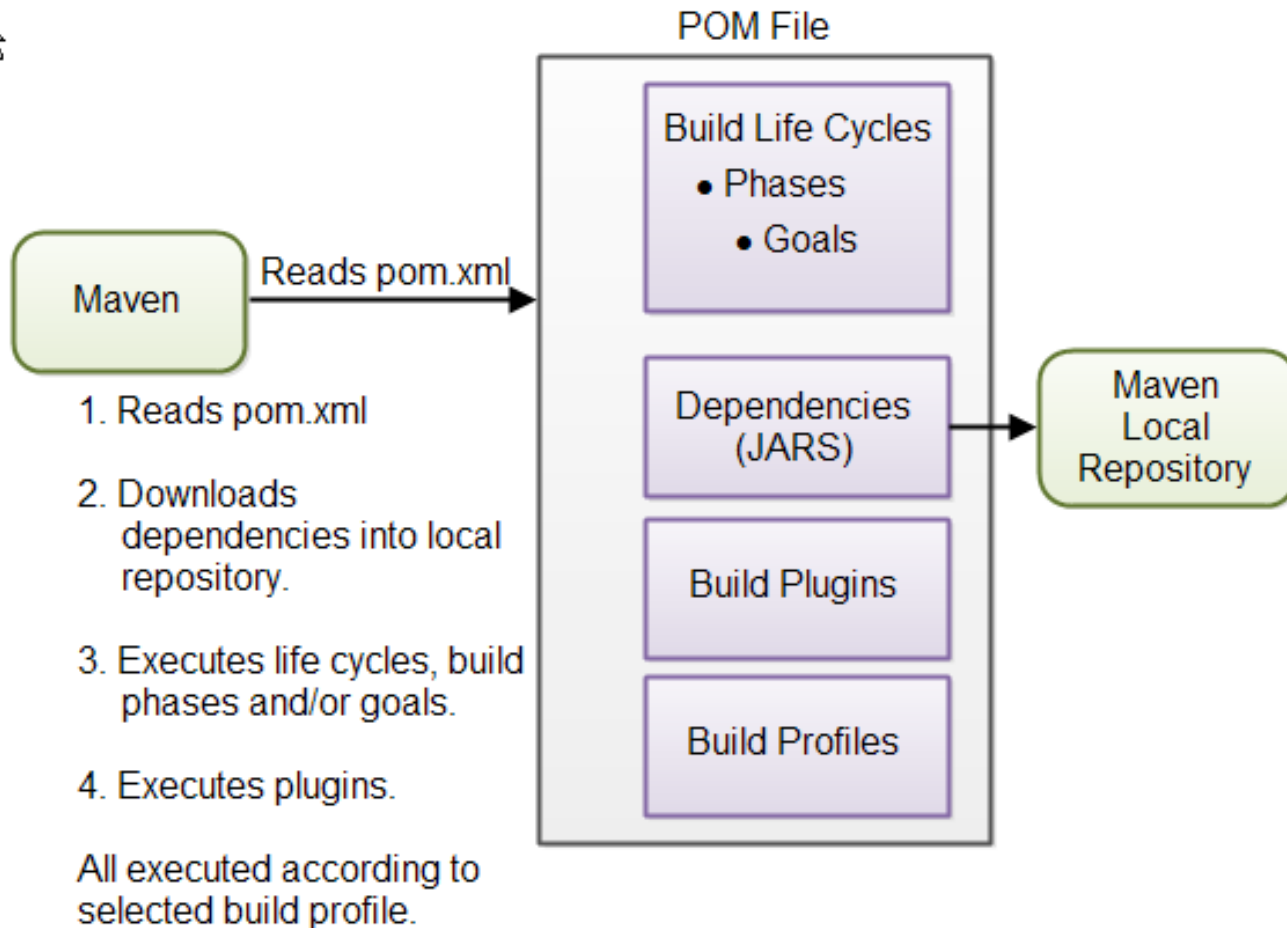 POM File
Build Life Cycles
• Phases
• Goals
Maven
Reads pom.xml
Dependencies
(JARS)
Maven
Local
Repository
Build Plugins
Build Profiles
1. Reads pom.xml
2. Downloads
dependencies into local
repository.
3. Executes life cycles, build
phases and/or goals.
4. Executes plugins.
All executed according to
selected build profile.